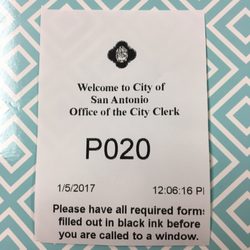 Welcome to City of
San Antonio
Office of the City Clerk
P020
1/5/2017 12:06:16 P
Please have all required forms
filled out in black ink before
you are called to a window.